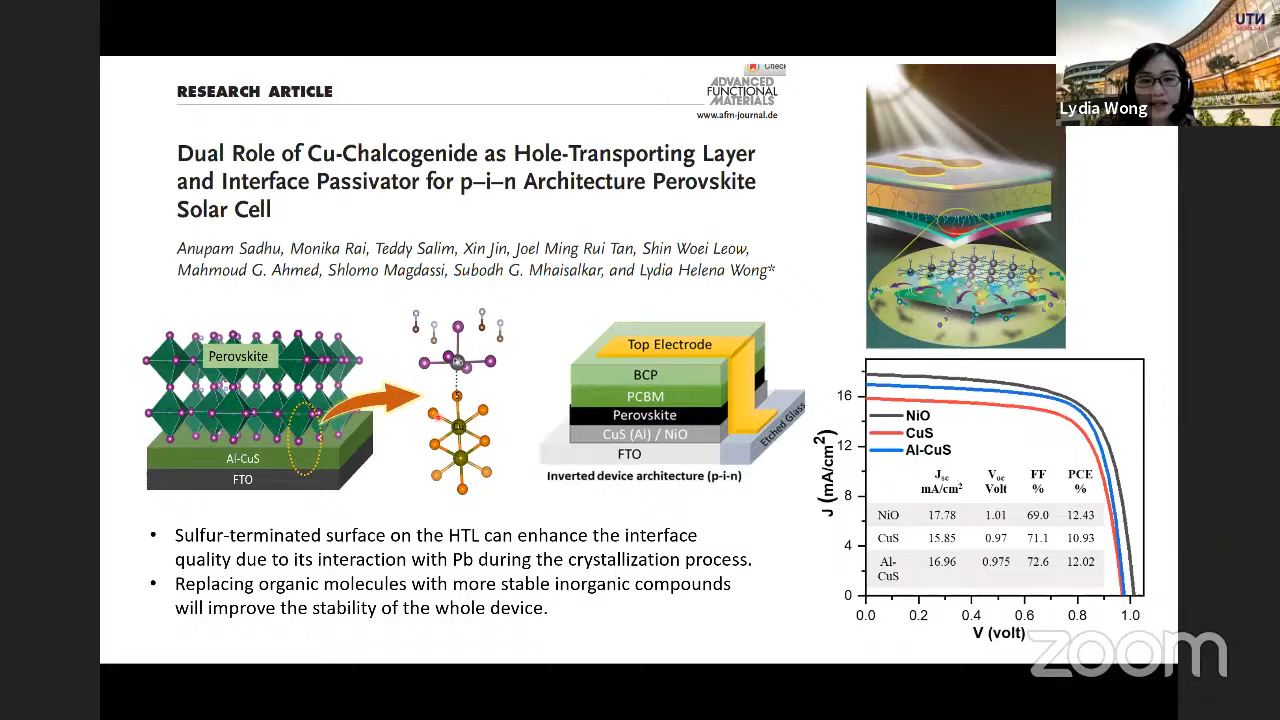 RESEARCH ARTICLE
Check
ADVANCED
FUNCTIONAL
MATERIALS
www.afm-journal.de
Dual Role of Cu-Chalcogenide as Hole-Transporting Layer
and Interface Passivator for p–i–n Architecture Perovskite
Solar Cell
Anupam Sadhu, Monika Rai, Teddy Salim, Xin Jin, Joel Ming Rui Tan, Shin Woei Leow,
Mahmoud G. Ahmed, Shlomo Magdassi, Subodh G. Mhaisalkar, and Lydia Helena Wong*
Perovskite
Al-CuS
FTO
Pb
S
Cu
Top Electrode
BCP
PCBM
Perovskite
CuS (Al) / NiO
FTO
Etched Glass
Inverted device architecture (p-i-n)
• Sulfur-terminated surface on the HTL can enhance the interface
quality due to its interaction with Pb during the crystallization process.
• Replacing organic molecules with more stable inorganic compounds
will improve the stability of the whole device.
Lydia Wong
J (mA/cm²)
16
12
8
4
0
NiO
CuS
Al-CuS
Jsc Voc FF PCE
mA/cm² Volt % %
NiO 17.78 1.01 69.0 12.43
CuS 15.85 0.97 71.1 10.93
Al-
CuS 16.96 0.975 72.6 12.02
0.0 0.2 0.4 0.6 0.8 1.0
V (volt)
zoom